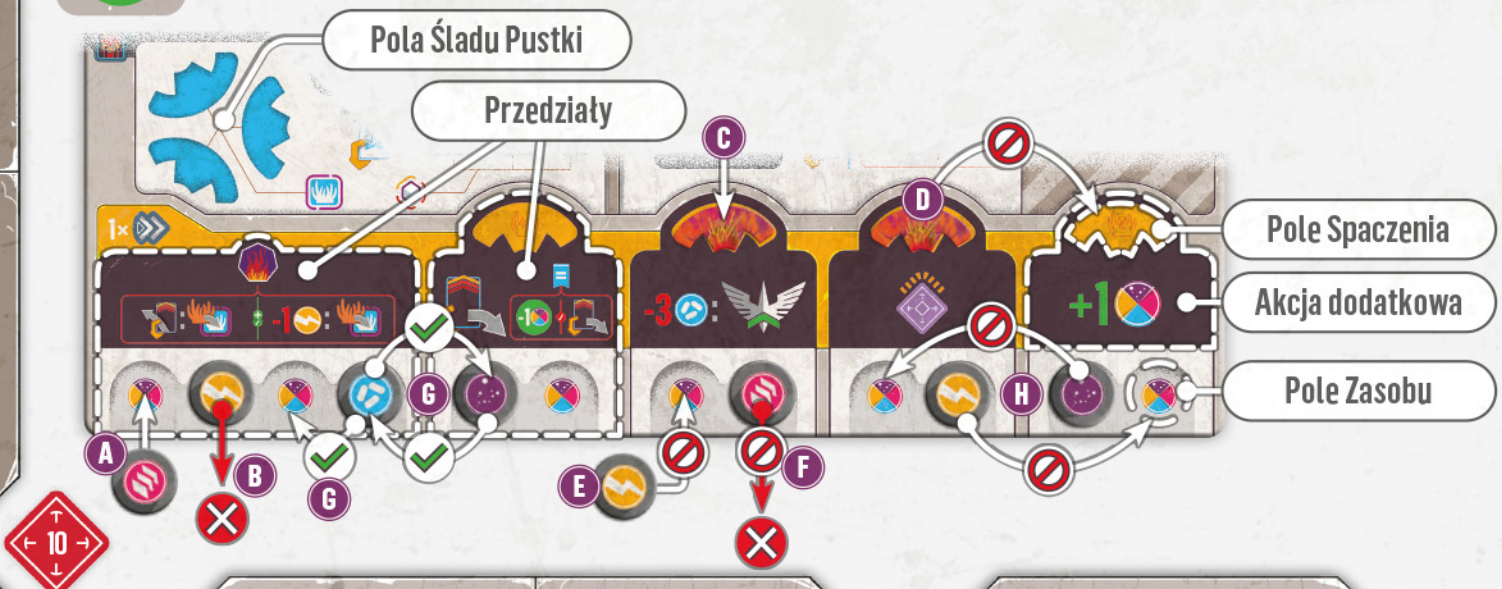 Pola Śladu Pustki
Przedziały
C
D
1×
Pole Spaczenia
Akcja dodatkowa
-1
:
-1
:
-3
:
+1
Pole Zasobu
G
H
A
B
G
E
F
10